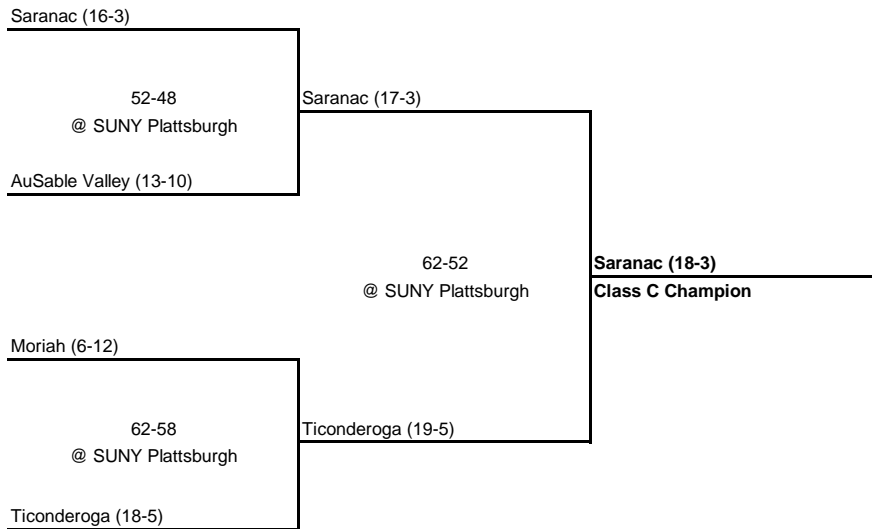 Saranac (16-3)
52-48
@ SUNY Plattsburgh
Saranac (17-3)
AuSable Valley (13-10)
62-52
@ SUNY Plattsburgh
Saranac (18-3)
Class C Champion
Moriah (6-12)
62-58
@ SUNY Plattsburgh
Ticonderoga (19-5)
Ticonderoga (18-5)